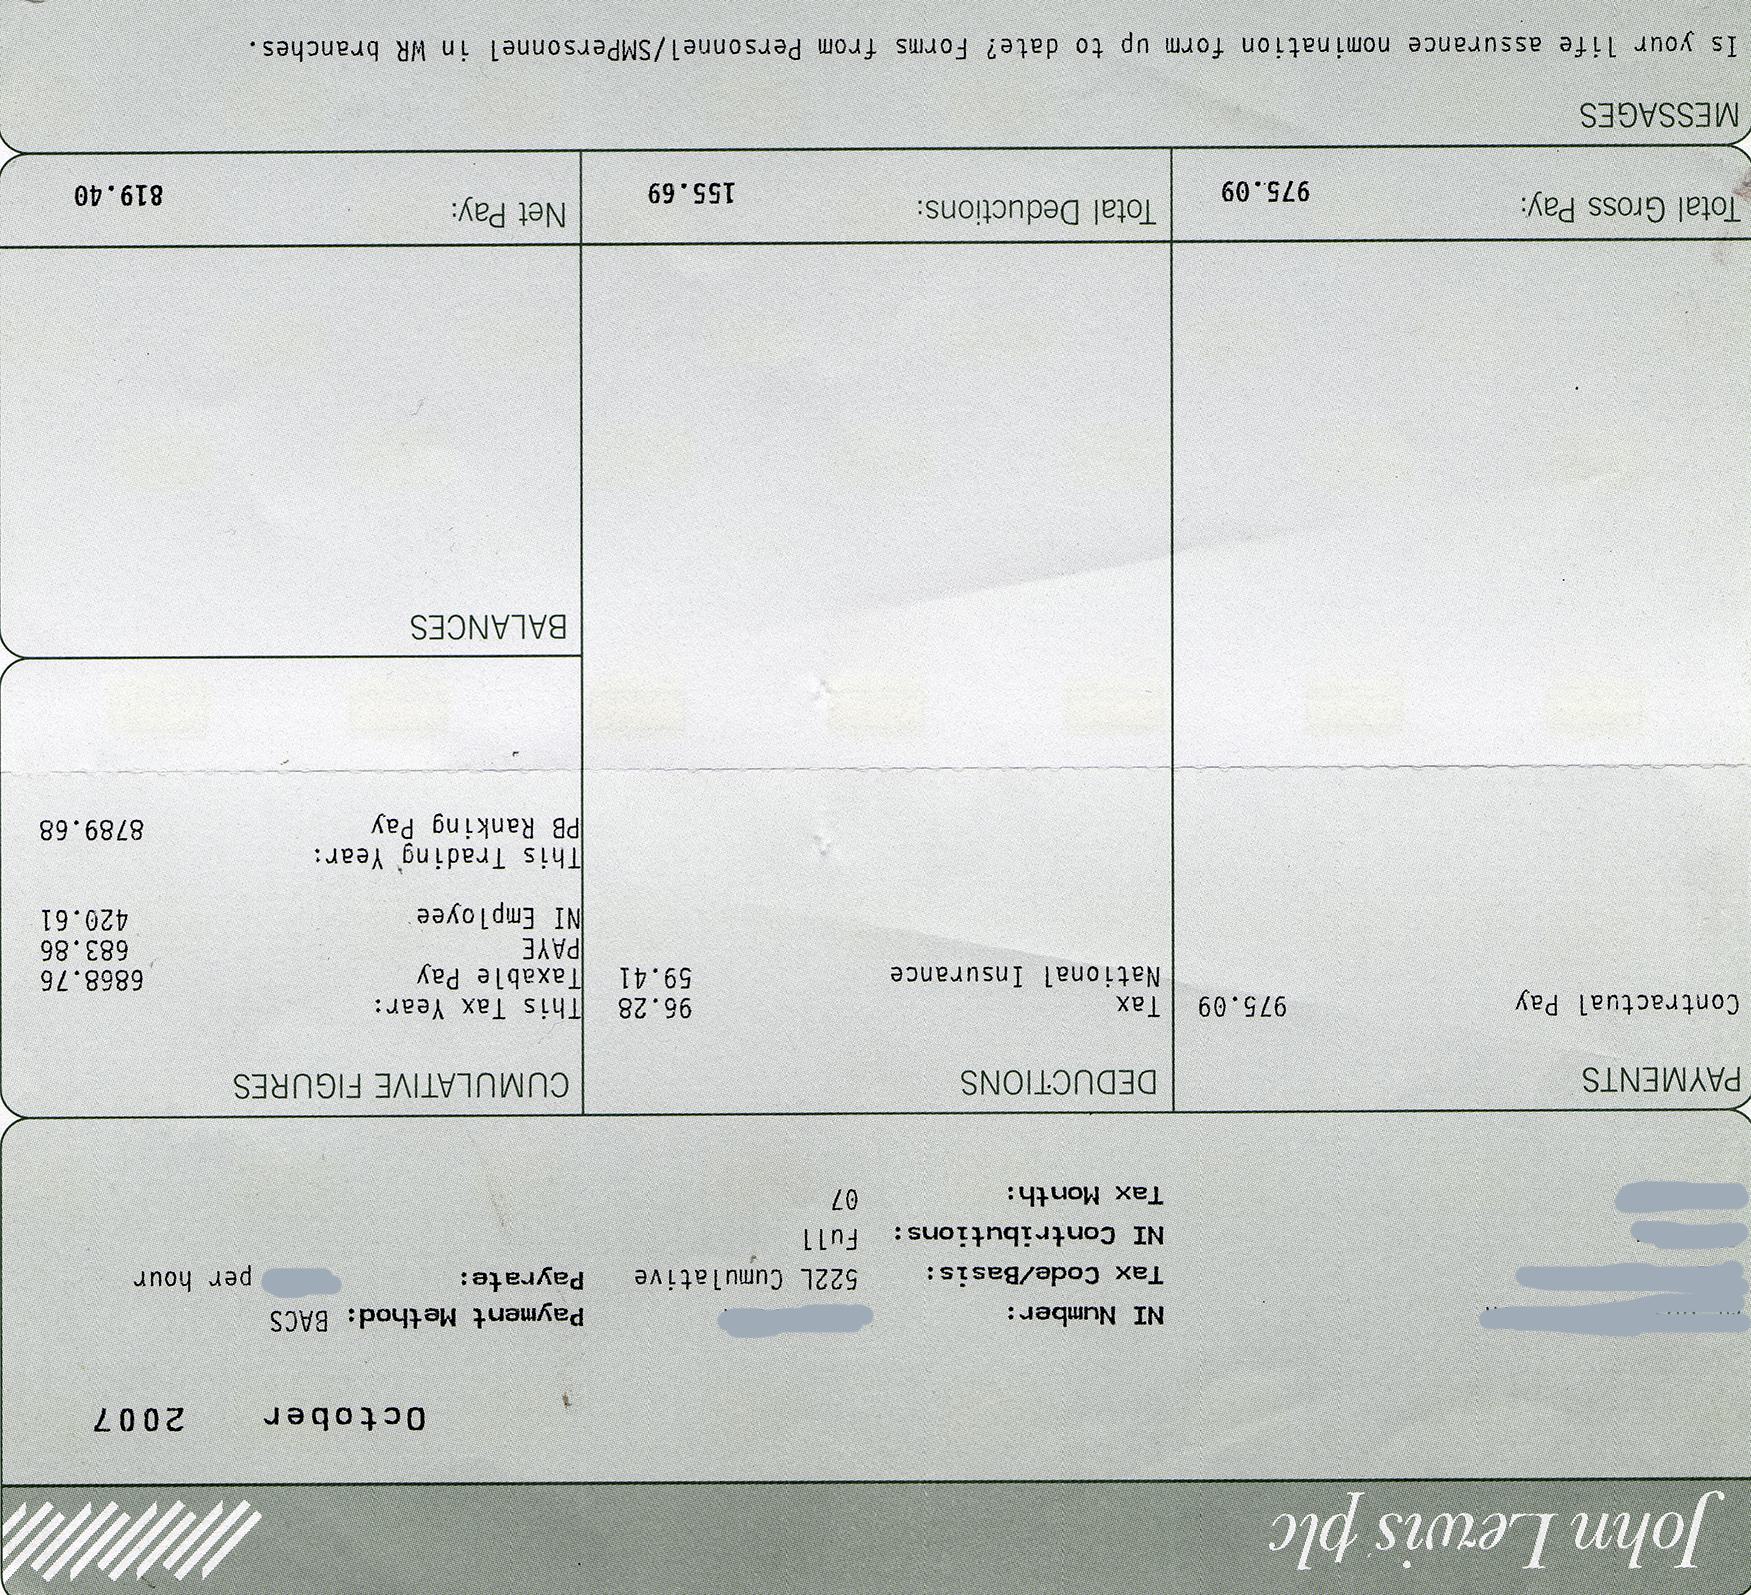 John Lewis plc
October 2007
NI Number:
Payment Method: BACS
Tax Code/Basis: 522L Cumulative
Payrate: per hour
NI Contributions: Full
Tax Month: 07
PAYMENTS
Contractual Pay 975.09
DEDUCTIONS
Tax 96.28
National Insurance 59.41
CUMULATIVE FIGURES
This Tax Year:
Taxable Pay 6868.76
PAYE 683.86
NI Employee 420.61
This Trading Year:
PB Ranking Pay 8789.68
BALANCES
Total Gross Pay: 975.09
Total Deductions: 155.69
Net Pay: 819.40
MESSAGES
Is your life assurance nomination form up to date? Forms from Personnel/SMPersonnel in WR branches.